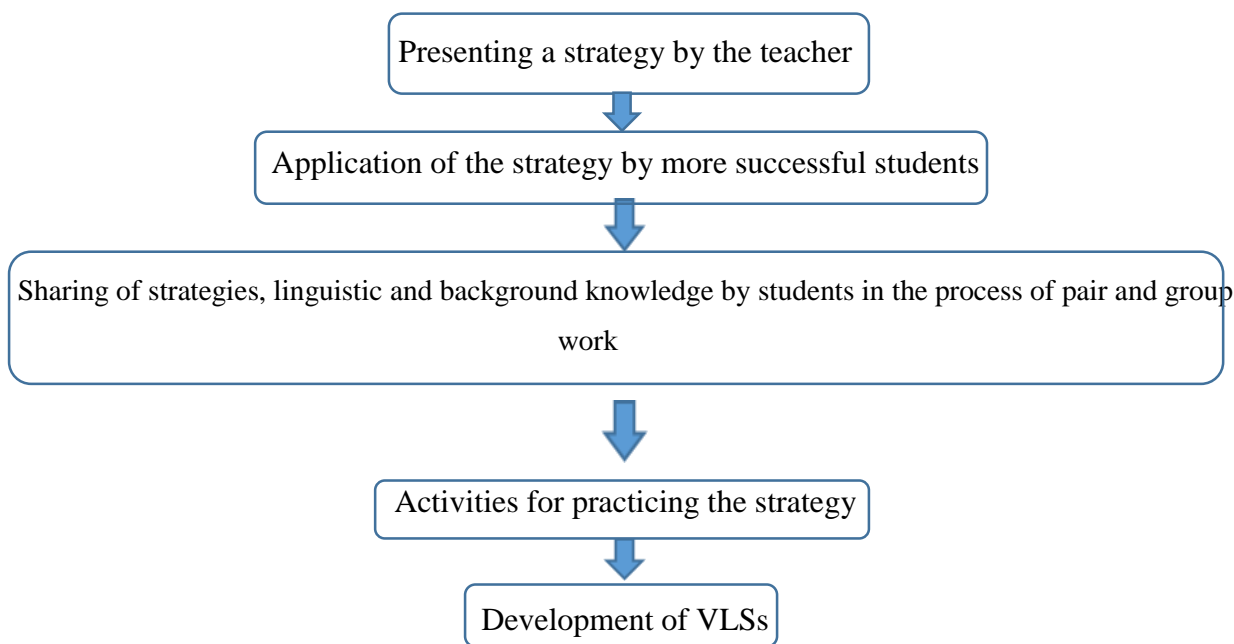 Presenting a strategy by the teacher
Application of the strategy by more successful students
Sharing of strategies, linguistic and background knowledge by students in the process of pair and group
work
Activities for practicing the strategy
Development of VLSs